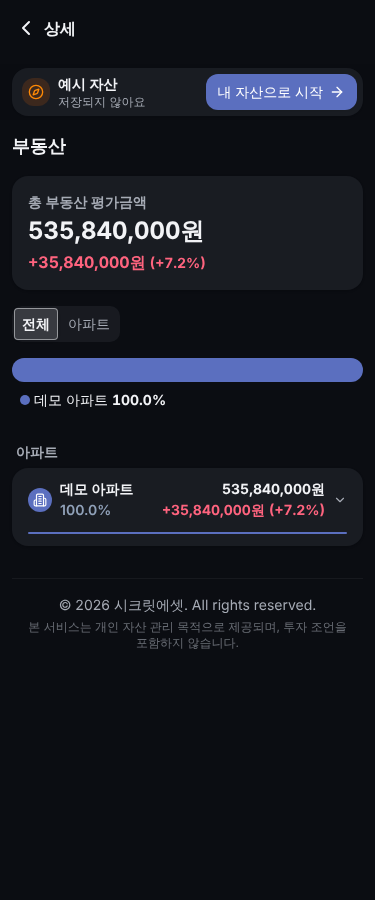 상세
예시 자산
저장되지 않아요
내 자산으로 시작
부동산
총 부동산 평가금액
535,840,000원
+35,840,000원 (+7.2%)
전체
아파트
데모 아파트 100.0%
아파트
데모 아파트
535,840,000원
100.0%
+35,840,000원 (+7.2%)
© 2026 시크릿에셋. All rights reserved.
본 서비스는 개인 자산 관리 목적으로 제공되며, 투자 조언을
포함하지 않습니다.